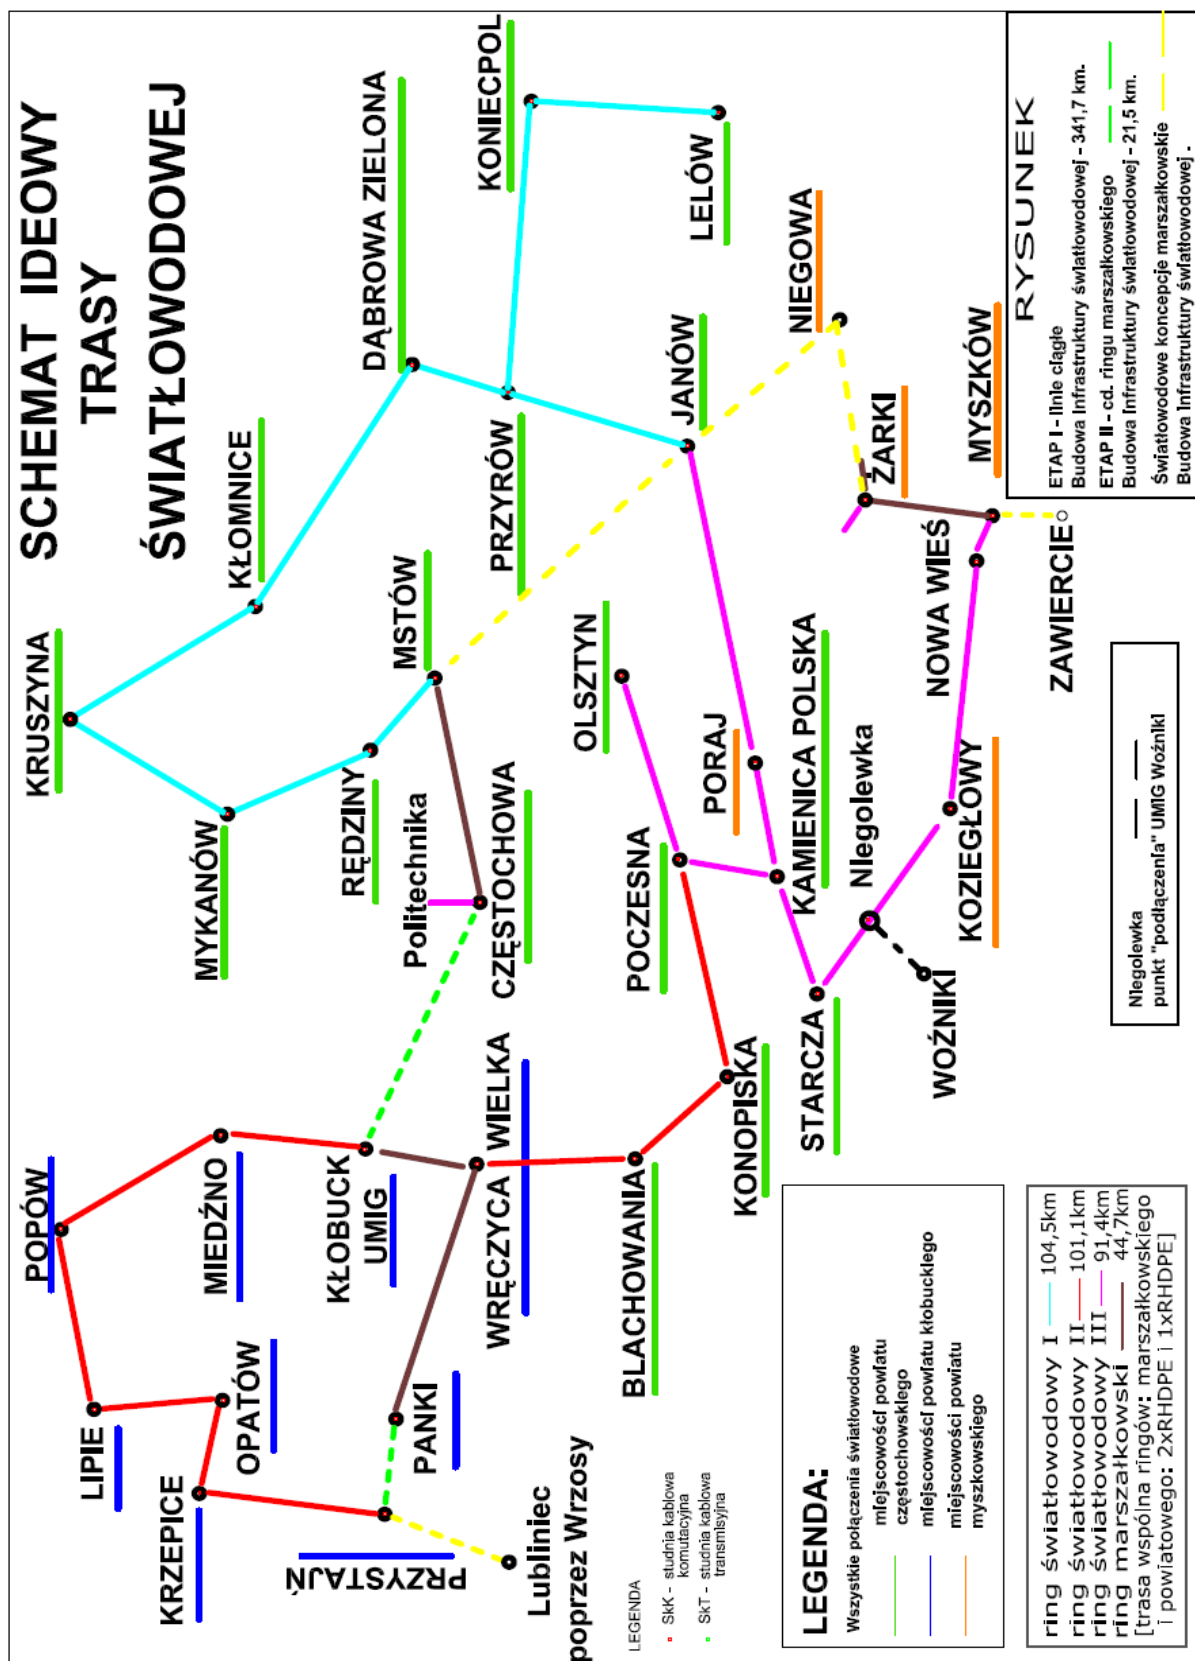 SCHEMAT IDEOWY
TRASY
ŚWIATŁOWODOWEJ
KRUSZYNA
KŁOMNICE
DĄBROWA ZIELONA
KONIECPOL
LELÓW
MYKANÓW
RĘDZINY
MSTÓW
PRZYRÓW
JANÓW
NIEGOWA
Politechnika
CZĘSTOCHOWA
OLSZTYN
POCZESNA
PORAJ
KAMIENICA POLSKA
ŻARKI
MYSZKÓW
NOWA WIEŚ
ZAWIERCIE
Niegolewka
KOZIEGŁOWY
WOŹNIKI
STARCZA
KONOPISKA
BLACHOWANIA
WRĘCZYCA WIELKA
KŁOBUCK
UMIG
MIEDŹNO
POPÓW
LIPIE
OPATÓW
KRZEPICE
PANKI
PRZYSTAJŃ
Lubliniec
poprzez Wrzosy
LEGENDA
SkK - studnia kablowa
komutacyjna
SkT - studnia kablowa
transmisyjna
LEGENDA:
Wszystkie połączenia światłowodowe
miejscowości powiatu
częstochowskiego
miejscowości powiatu kłobuckiego
miejscowości powiatu
myszkowskiego
ring światłowodowy I 104,5km
ring światłowodowy II 101,1km
ring światłowodowy III 91,4km
ring marszałkowski 44,7km
[trasa wspólna ringów: marszałkowskiego
i powiatowego: 2xRHDPE i 1xRHDPE]
Niegolewka
punkt "podłączenia" UMIG Woźniki
RYSUNEK
ETAP I - linie ciągłe
Budowa Infrastruktury światłowodowej - 341,7 km.
ETAP II - cd. ringu marszałkowskiego
Budowa Infrastruktury światłowodowej - 21,5 km.
Światłowodowe koncepcje marszałkowskie
Budowa Infrastruktury światłowodowej -